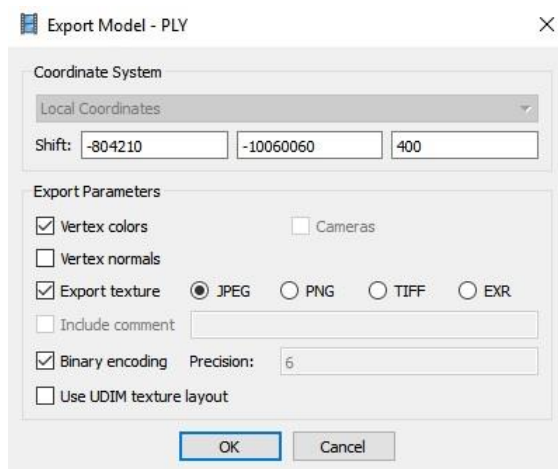 Export Model - PLY
Coordinate System
Local Coordinates
Shift: -804210 -10060060 400
Export Parameters
Vertex colors Cameras
Vertex normals
Export texture JPEG PNG TIFF EXR
Include comment
Binary encoding Precision: 6
Use UDIM texture layout
OK Cancel